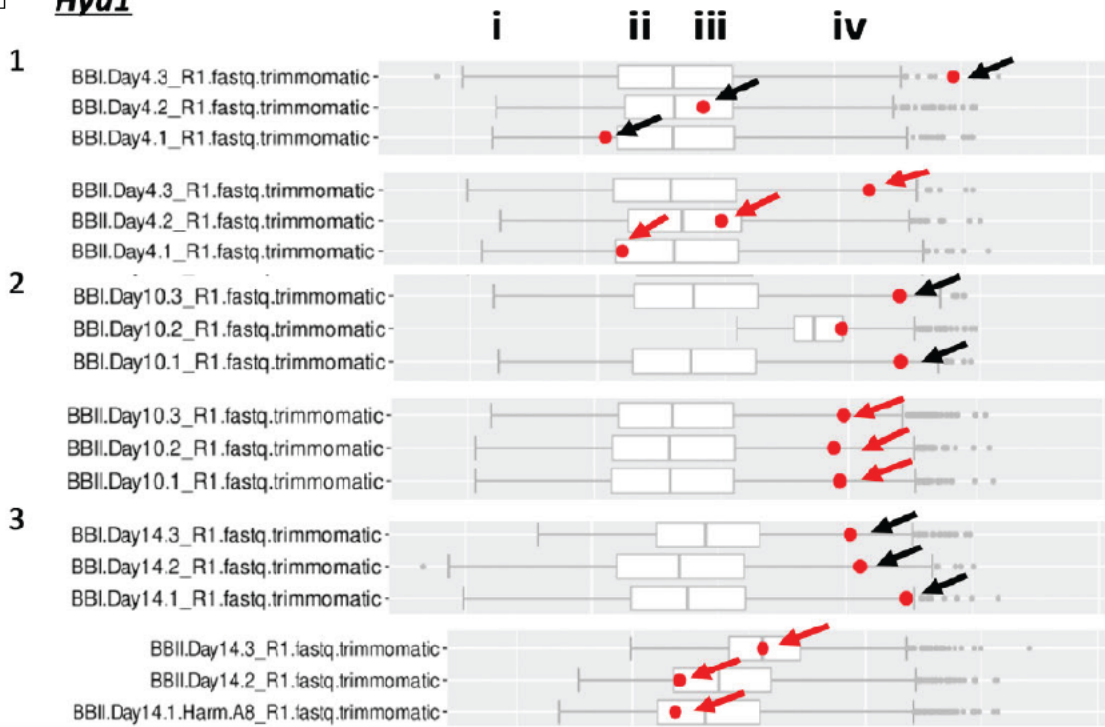 Hyd1
i ii iii iv
1
BBI.Day4.3_R1.fastq.trimmomatic
BBI.Day4.2_R1.fastq.trimmomatic
BBI.Day4.1_R1.fastq.trimmomatic
BBII.Day4.3_R1.fastq.trimmomatic
BBII.Day4.2_R1.fastq.trimmomatic
BBII.Day4.1_R1.fastq.trimmomatic
2
BBI.Day10.3_R1.fastq.trimmomatic
BBI.Day10.2_R1.fastq.trimmomatic
BBI.Day10.1_R1.fastq.trimmomatic
BBII.Day10.3_R1.fastq.trimmomatic
BBII.Day10.2_R1.fastq.trimmomatic
BBII.Day10.1_R1.fastq.trimmomatic
3
BBI.Day14.3_R1.fastq.trimmomatic
BBI.Day14.2_R1.fastq.trimmomatic
BBI.Day14.1_R1.fastq.trimmomatic
BBII.Day14.3_R1.fastq.trimmomatic
BBII.Day14.2_R1.fastq.trimmomatic
BBII.Day14.1.Harm.A8_R1.fastq.trimmomatic